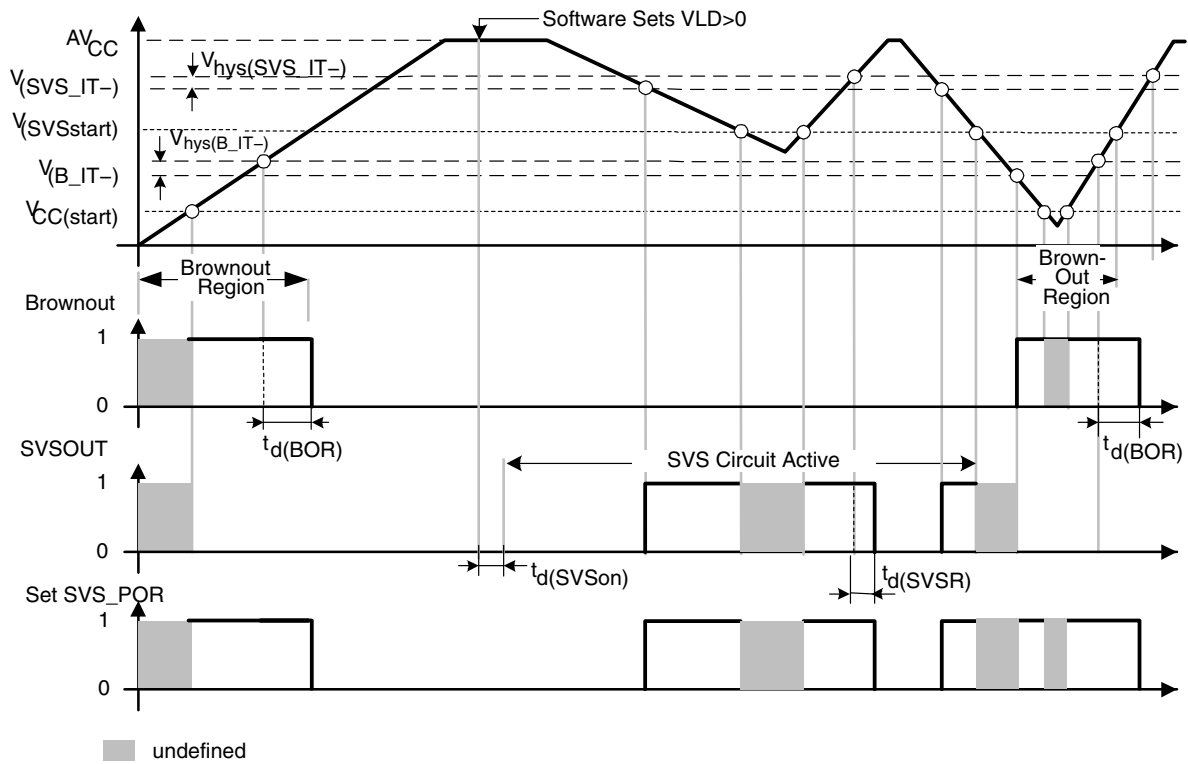 Software Sets VLD>0
AVCC
Vhys(SVS_IT−)
V(SVS_IT−)
V(SVSstart)
Vhys(B_IT−)
V(B_IT−)
VCC(start)
Brownout
Region
Brown-
Out
Region
Brownout
1
0
td(BOR)
td(BOR)
SVSOUT
SVS Circuit Active
1
0
td(SVSon)
td(SVSR)
Set SVS_POR
1
0
undefined